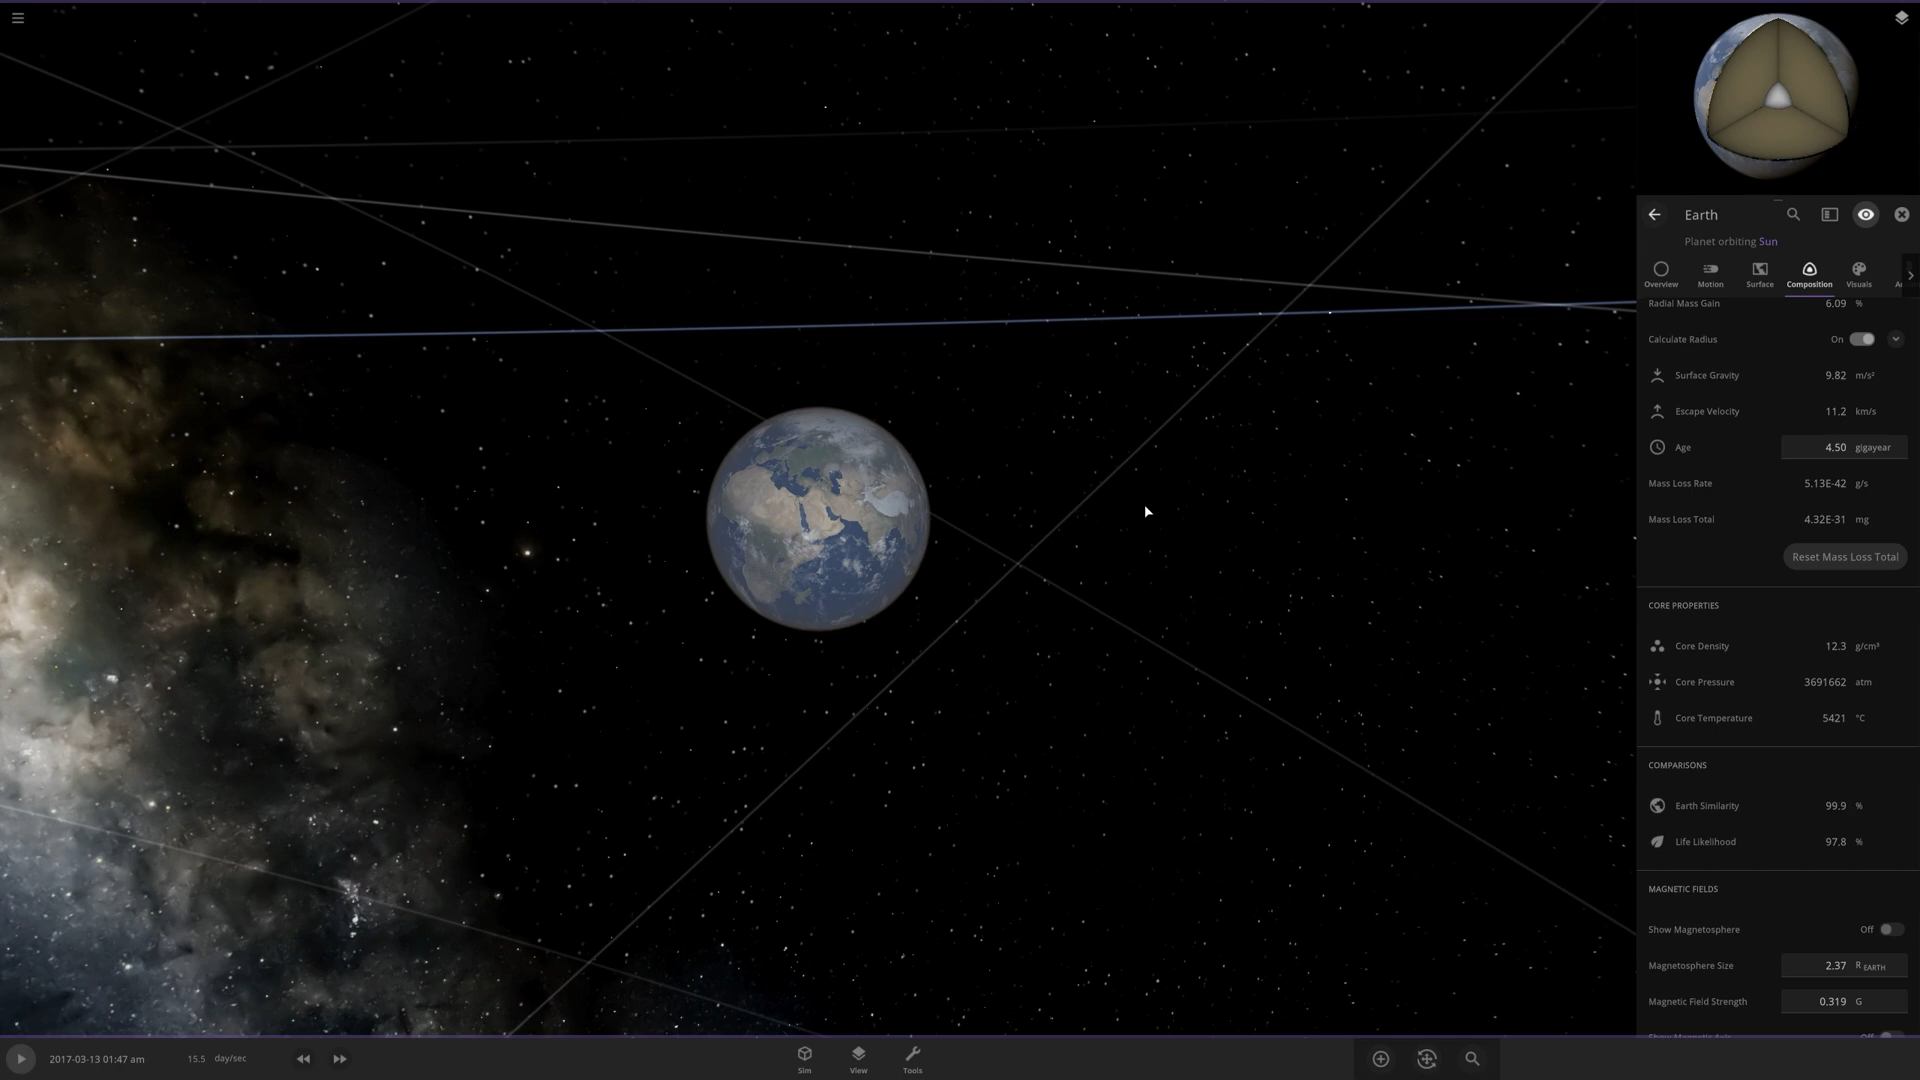 Earth
Planet orbiting Sun
Overview Motion Surface Composition Visuals
Radial Mass Gain 6.09 %
Calculate Radius On
Surface Gravity 9.82 m/s²
Escape Velocity 11.2 km/s
Age 4.50 gigayear
Mass Loss Rate 5.13E-42 g/s
Mass Loss Total 4.32E-31 mg
Reset Mass Loss Total
CORE PROPERTIES
Core Density 12.3 g/cm³
Core Pressure 3691662 atm
Core Temperature 5421 °C
COMPARISONS
Earth Similarity 99.9 %
Life Likelihood 97.8 %
MAGNETIC FIELDS
Show Magnetosphere Off
Magnetosphere Size 2.37 R EARTH
Magnetic Field Strength 0.319 G
2017-03-13 01:47 am 15.5 day/sec
Sim View Tools